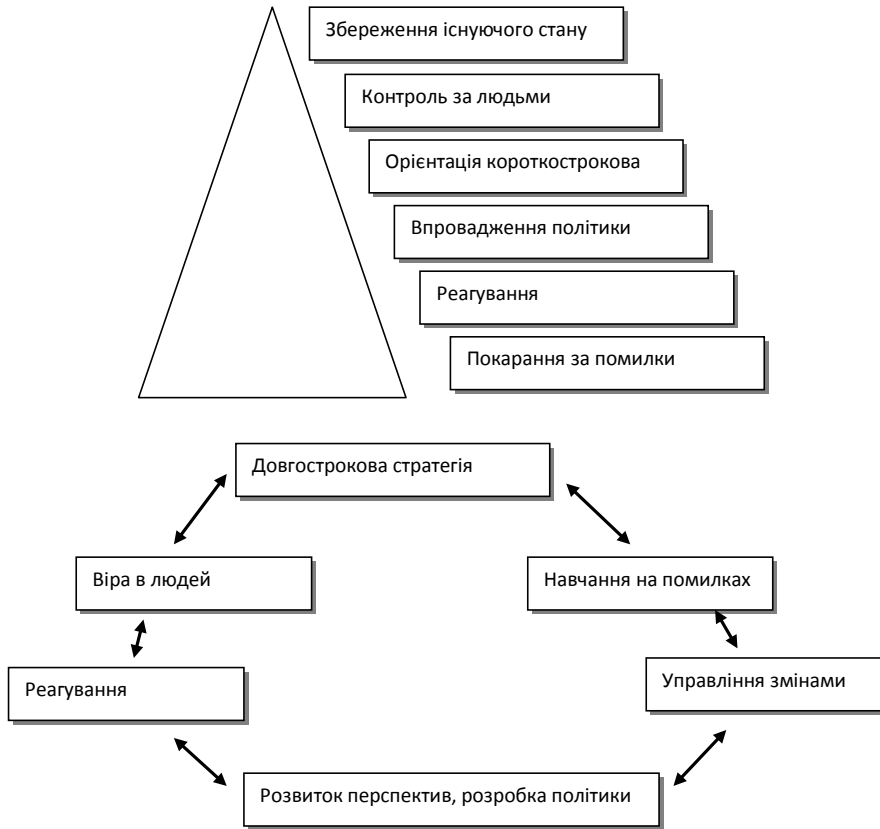 Збереження існуючого стану
Контроль за людьми
Орієнтація короткострокова
Впровадження політики
Реагування
Покарання за помилки
Довгострокова стратегія
Віра в людей
Навчання на помилках
Реагування
Управління змінами
Розвиток перспектив, розробка політики